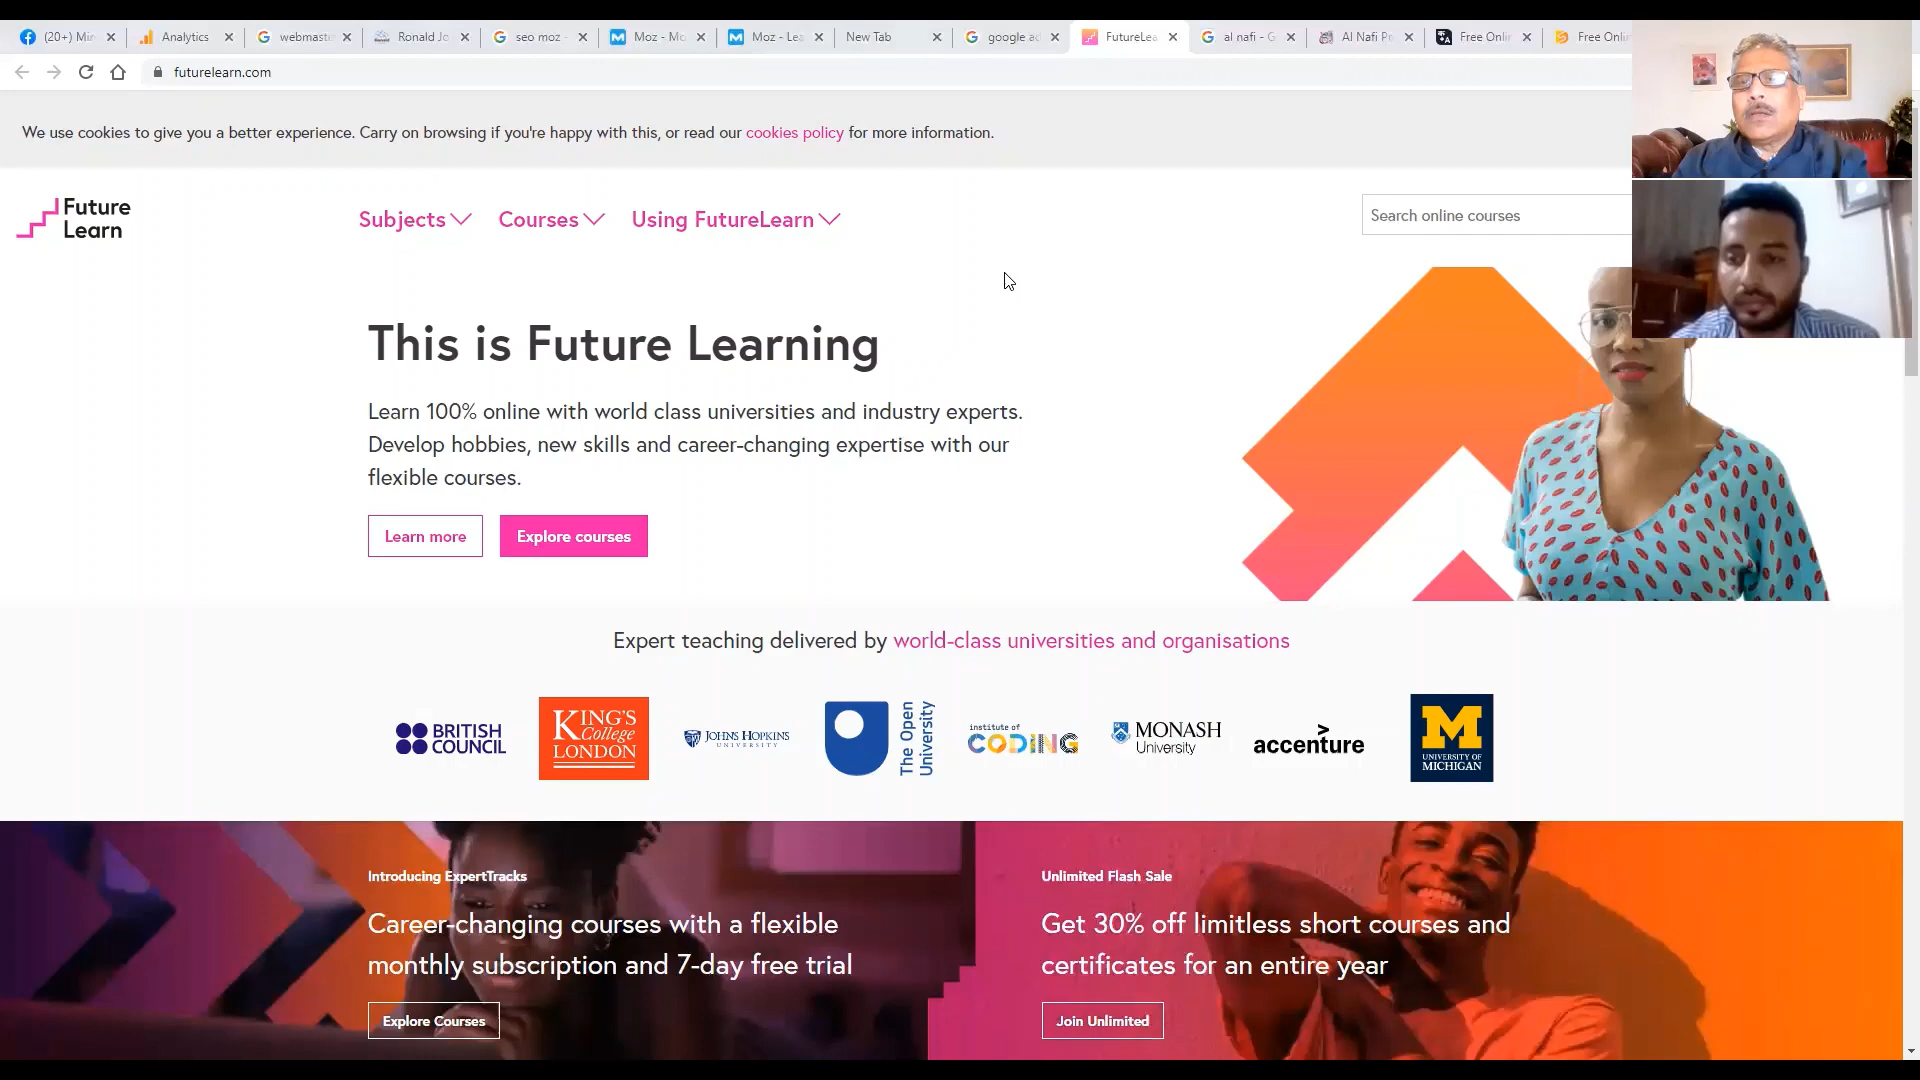 (20+) Mi
Analytics
webmaste
Ronald Jo
seo moz -
Moz - Mo
Moz - Lea
New Tab
google ad
FutureLea
al nafi - G
Al Nafi Pr
Free Onli
Free Onli
futurelearn.com
We use cookies to give you a better experience. Carry on browsing if you're happy with this, or read our cookies policy for more information.
Future
Learn
Subjects
Courses
Using FutureLearn
Search online courses
This is Future Learning
Learn 100% online with world class universities and industry experts.
Develop hobbies, new skills and career-changing expertise with our
flexible courses.
Learn more
Explore courses
Expert teaching delivered by world-class universities and organisations
BRITISH
COUNCIL
KING'S
College
LONDON
JOHNS HOPKINS
UNIVERSITY
The Open
University
institute of
CODING
MONASH
University
accenture
M
UNIVERSITY OF
MICHIGAN
Introducing ExpertTracks
Career-changing courses with a flexible
monthly subscription and 7-day free trial
Explore Courses
Unlimited Flash Sale
Get 30% off limitless short courses and
certificates for an entire year
Join Unlimited